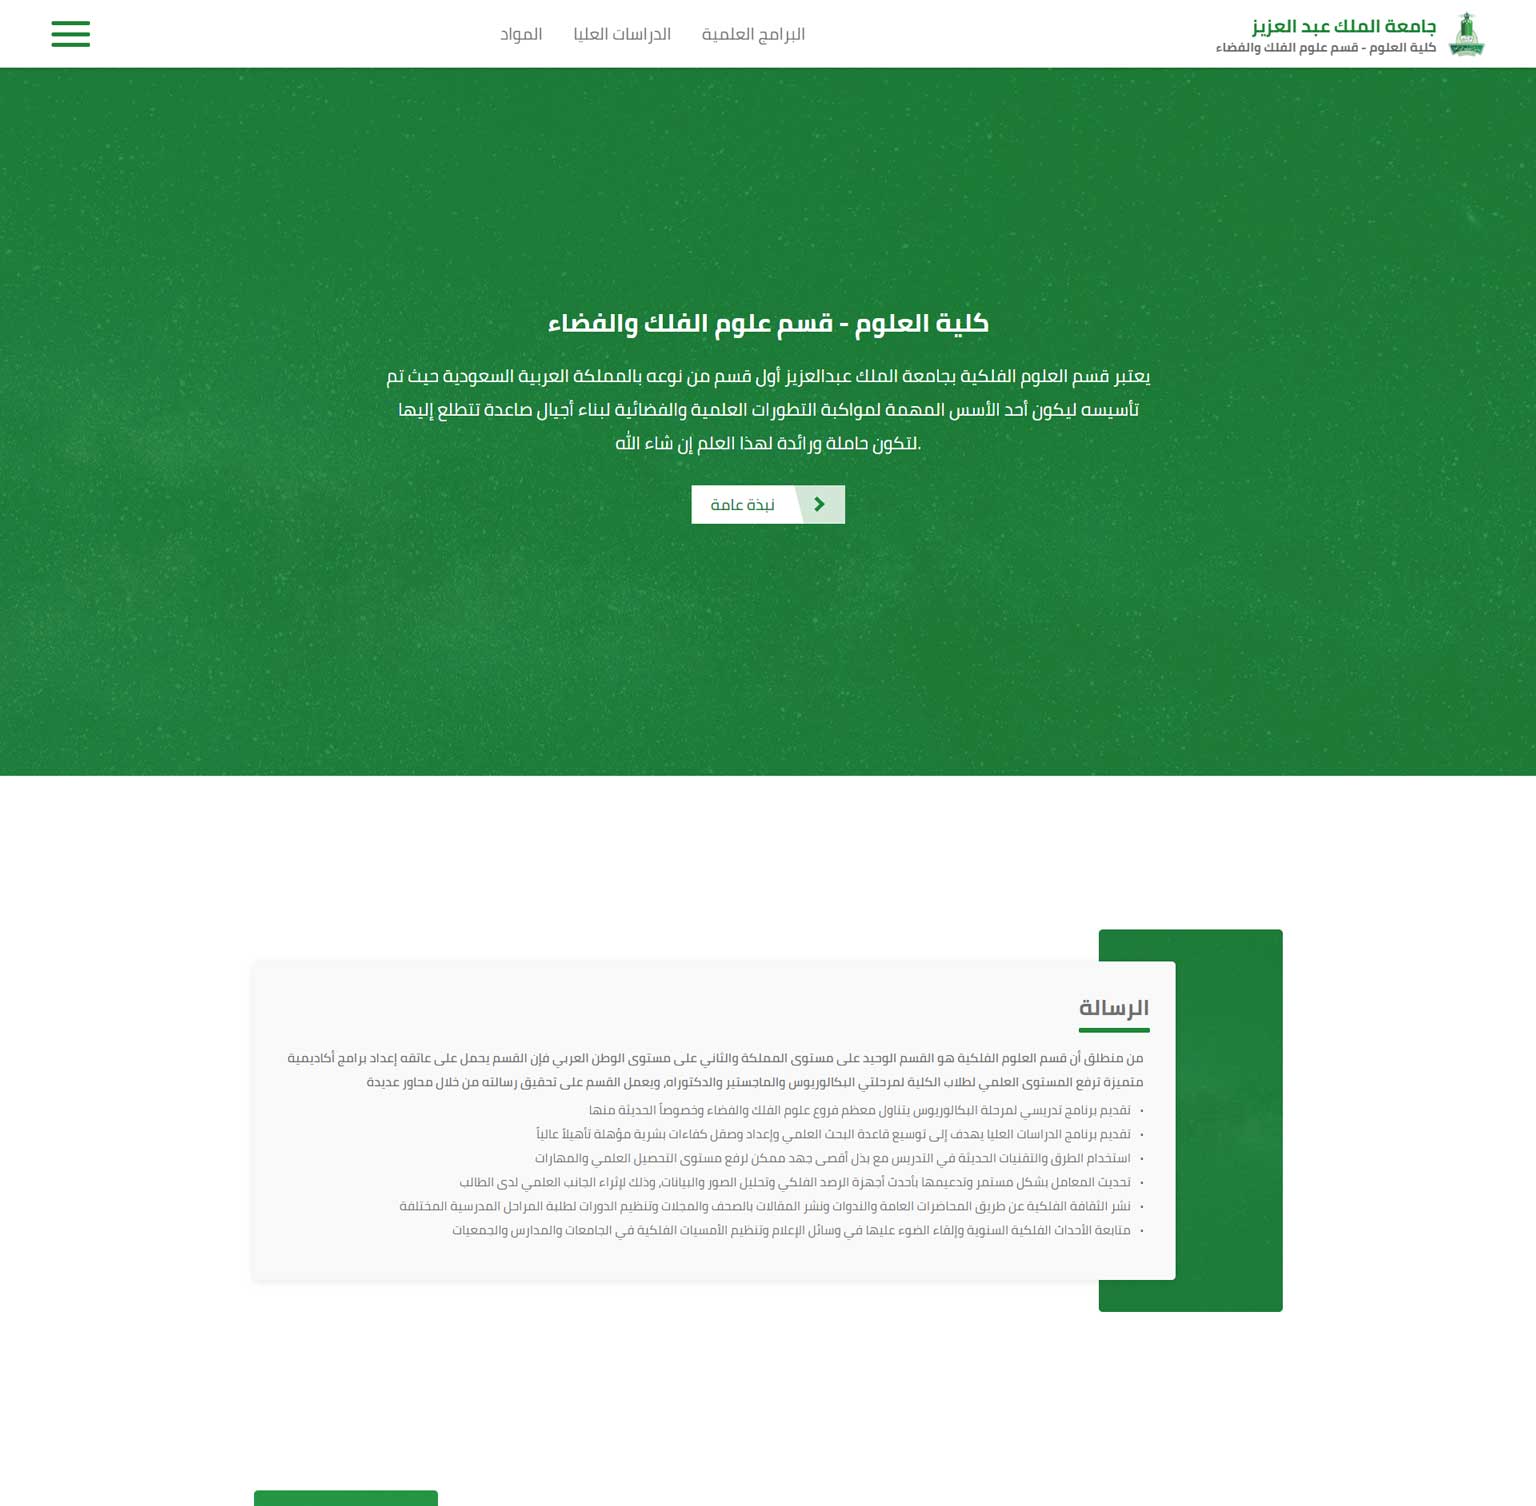 جامعة الملك عبد العزيز
كلية العلوم - قسم علوم الفلك والفضاء
البرامج العلمية
الدراسات العليا
المواد
كلية العلوم - قسم علوم الفلك والفضاء
يعتبر قسم العلوم الفلكية بجامعة الملك عبدالعزيز أول قسم من نوعه بالمملكة العربية السعودية حيث تم
تأسيسه ليكون أحد الأسس المهمة لمواكبة التطورات العلمية والفضائية لبناء أجيال صاعدة تتطلع إليها
.لتكون حاملة ورائدة لهذا العلم إن شاء الله
نبذة عامة
الرسالة
من منطلق أن قسم العلوم الفلكية هو القسم الوحيد على مستوى المملكة والثاني على مستوى الوطن العربي فإن القسم يحمل على عاتقه إعداد برامج أكاديمية
متميزة ترفع المستوى العلمي لطلاب الكلية لمرحلتي البكالوريوس والماجستير والدكتوراه, ويعمل القسم على تحقيق رسالته من خلال محاور عديدة
• تقديم برنامج تدريسي لمرحلة البكالوريوس يتناول معظم فروع علوم الفلك والفضاء وخصوصاً الحديثة منها
• تقديم برنامج الدراسات العليا يهدف إلى توسيع قاعدة البحث العلمي وإعداد وصقل كفاءات بشرية مؤهلة تأهيلاً عالياً
• استخدام الطرق والتقنيات الحديثة في التدريس مع بذل أقصى جهد ممكن لرفع مستوى التحصيل العلمي والمهارات
• تحديث المعامل بشكل مستمر وتدعيمها بأحدث أجهزة الرصد الفلكي وتحليل الصور والبيانات, وذلك لإثراء الجانب العلمي لدى الطالب
• نشر الثقافة الفلكية عن طريق المحاضرات العامة والندوات ونشر المقالات بالصحف والمجلات وتنظيم الدورات لطلبة المراحل المدرسية المختلفة
• متابعة الأحداث الفلكية السنوية وإلقاء الضوء عليها في وسائل الإعلام وتنظيم الأمسيات الفلكية في الجامعات والمدارس والجمعيات